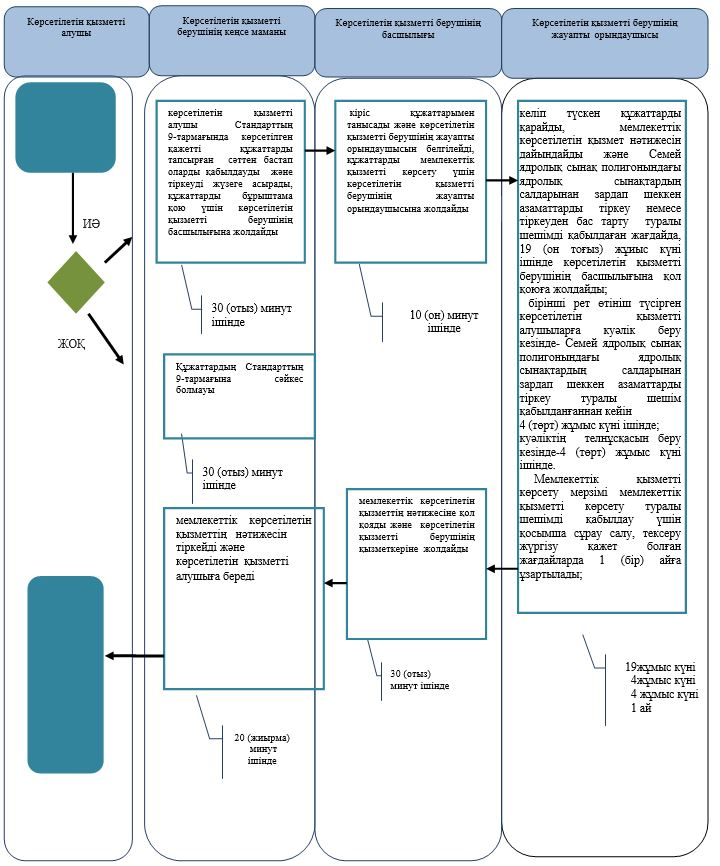 Көрсетілетін қызметті
алушы
Көрсетілетін қызметті
берушінің кеңсе маманы
Көрсетілетін қызметті берушінің
басшылығы
Көрсетілетін қызметті берушінің
жауапты орындаушысы
ИӘ
ЖОҚ
көрсетілетін қызметті
алушы Стандарттың
9-тармағында көрсетілген
қажетті құжаттарды
тапсырған сәттен бастап
оларды қабылдауды және
тіркеуді жүзеге асырады,
құжаттарды бұрыштама
қою үшін көрсетілетін
қызметті берушінің
басшылығына жолдайды
30 (отыз) минут
ішінде
Құжаттардың Стандарттың
9-тармағына сәйкес
болмауы
30 (отыз) минут
ішінде
мемлекеттік көрсетілетін
қызметтің нәтижесін
тіркейді және
көрсетілетін қызметті
алушыға береді
20 (жиырма)
минут
ішінде
кіріс құжаттарымен
танысады және көрсетілетін
қызметті берушінің жауапты
орындаушысын белгілейді,
құжаттарды мемлекеттік
қызметті көрсету үшін
көрсетілетін қызметті
берушінің жауапты
орындаушысына жолдайды
10 (он) минут
ішінде
мемлекеттік көрсетілетін
қызметтің нәтижесіне қол
қояды және көрсетілетін
қызметті берушінің
қызметкеріне жолдайды
30 (отыз)
минут ішінде
келіп түскен құжаттарды
қарайды, мемлекеттік
көрсетілетін қызмет нәтижесін
дайындайды және Семей
ядролық сынақ полигонындағы
ядролық сынақтардың
салдарынан зардап шеккен
азаматтарды тіркеу немесе
тіркеуден бас тарту туралы
шешімді қабылдаған жағдайда,
19 (он тоғыз) жұмыс күні
ішінде көрсетілетін қызметті
берушінің басшылығына қол
қоюға жолдайды;
бірінші рет өтініш түсірген
көрсетілетін қызметті
алушыларға куәлік беру
кезінде- Семей ядролық сынақ
полигонындағы ядролық
сынақтардың салдарынан
зардап шеккен азаматтарды
тіркеу туралы шешім
қабылданғаннан кейін
4 (төрт) жұмыс күні ішінде;
куәліктің телнұсқасын беру
кезінде-4 (төрт) жұмыс күні
ішінде.
Мемлекеттік қызметті
көрсету мерзімі мемлекеттік
қызметті көрсету туралы
шешімді қабылдау үшін
қосымша сұрау салу, тексеру
жүргізу қажет болған
жағдайларда 1 (бір) айға
ұзартылады;
19жұмыс күні
4жұмыс күні
4 жұмыс күні
1 ай